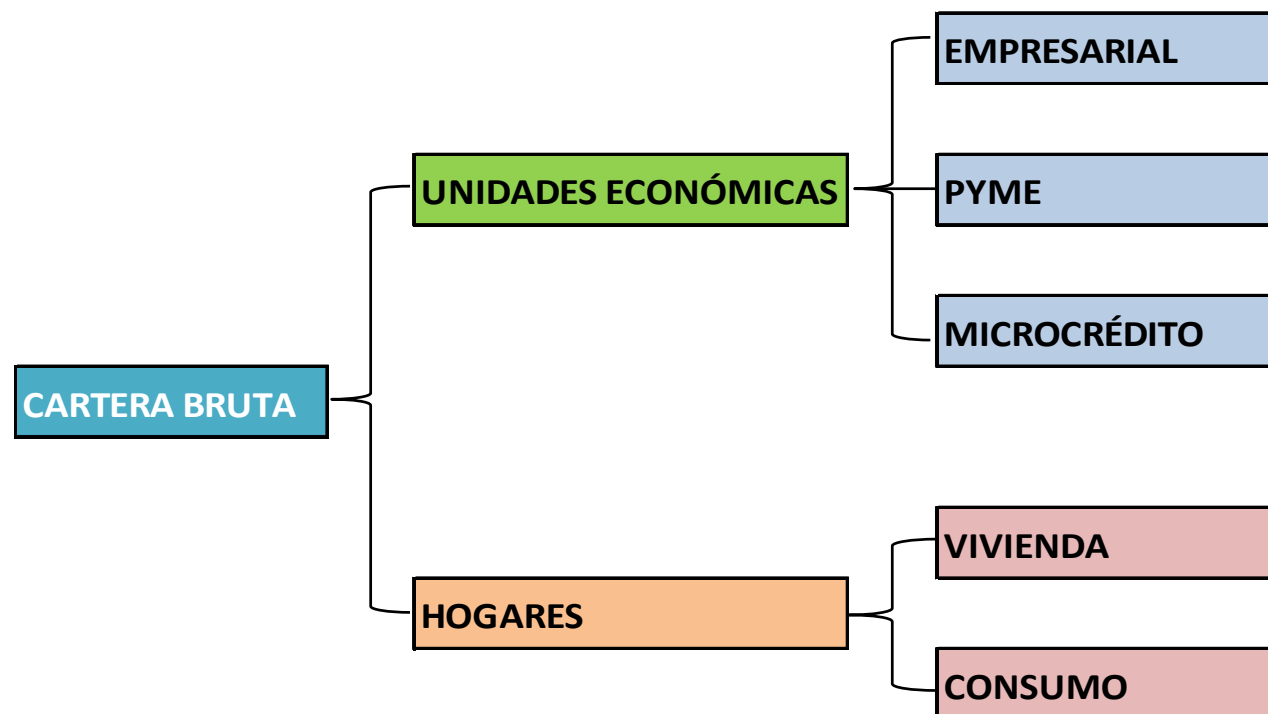 CARTERA BRUTA
UNIDADES ECONÓMICAS
EMPRESARIAL
PYME
MICROCRÉDITO
HOGARES
VIVIENDA
CONSUMO